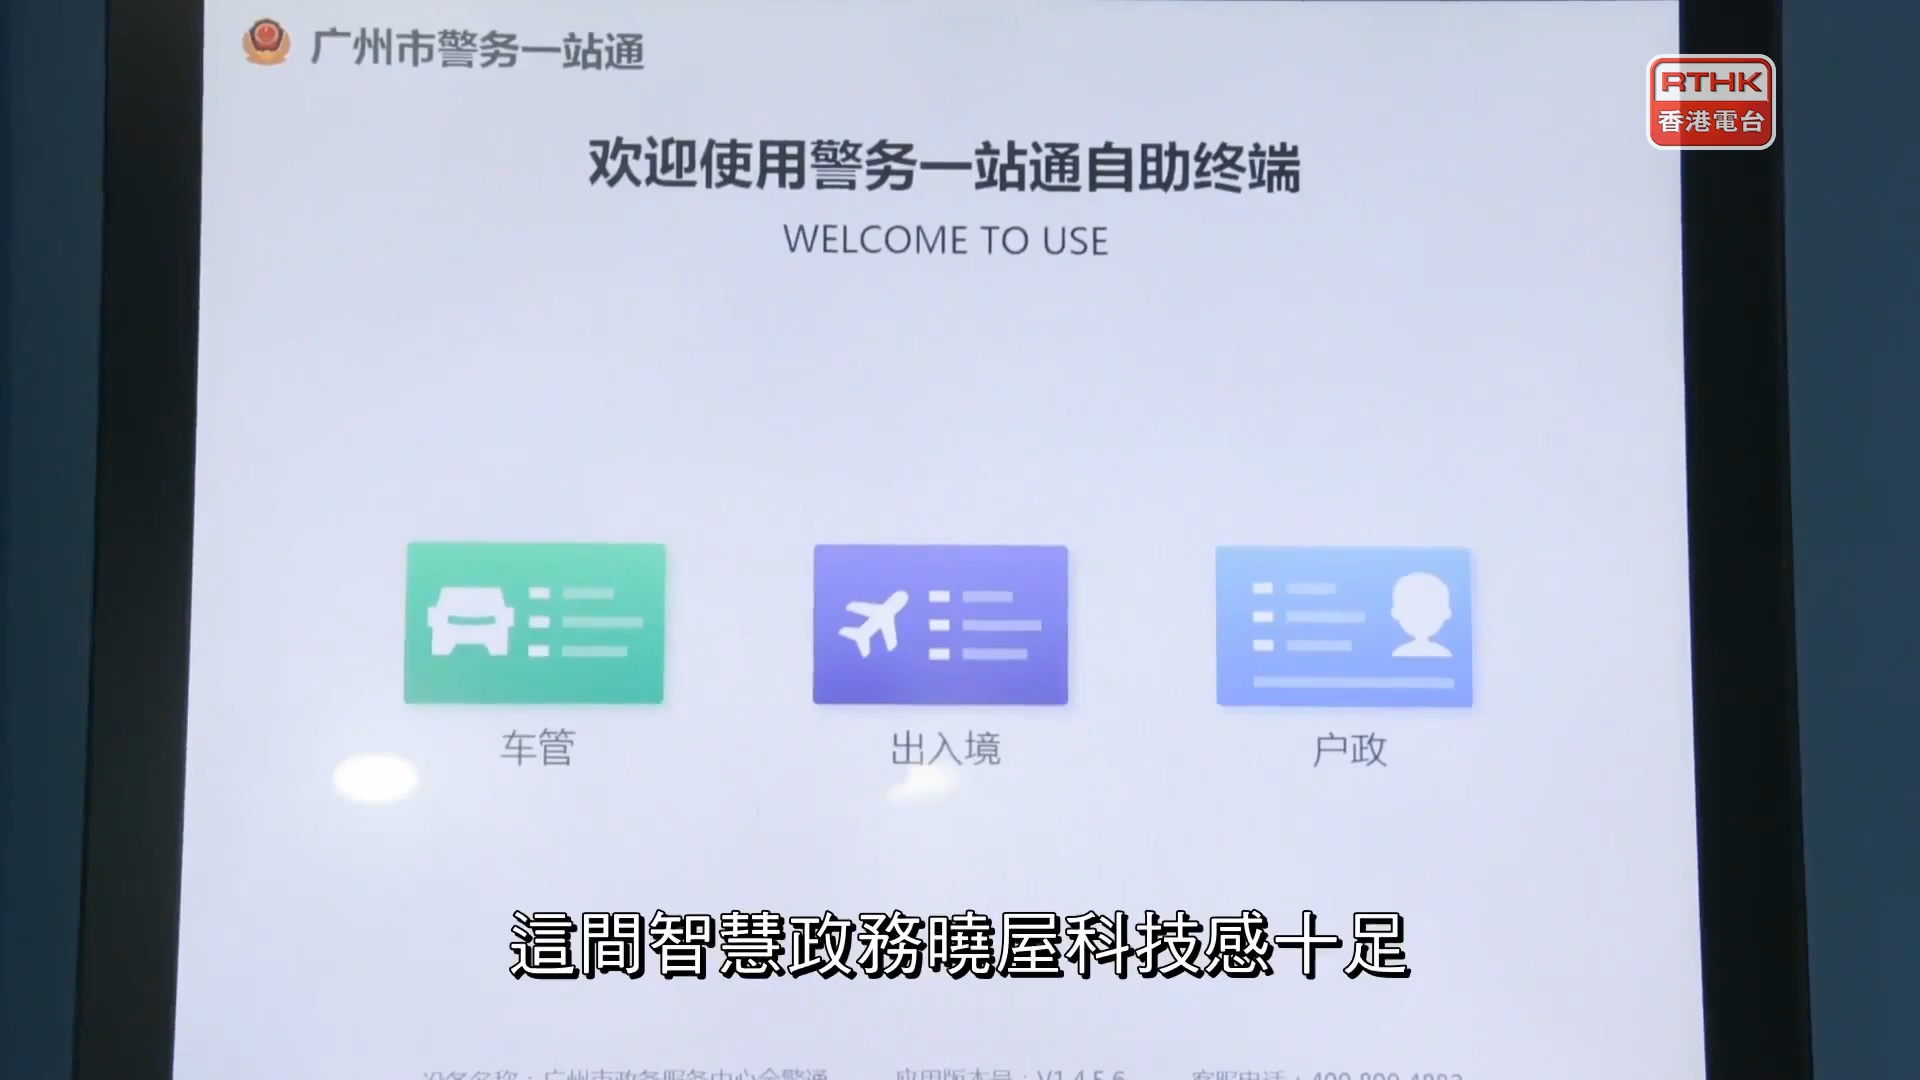 广州市警务一站通
RTHK
香港電台
欢迎使用警务一站通自助终端
WELCOME TO USE
车管
出入境
户政
這間智慧政務曉屋科技感十足